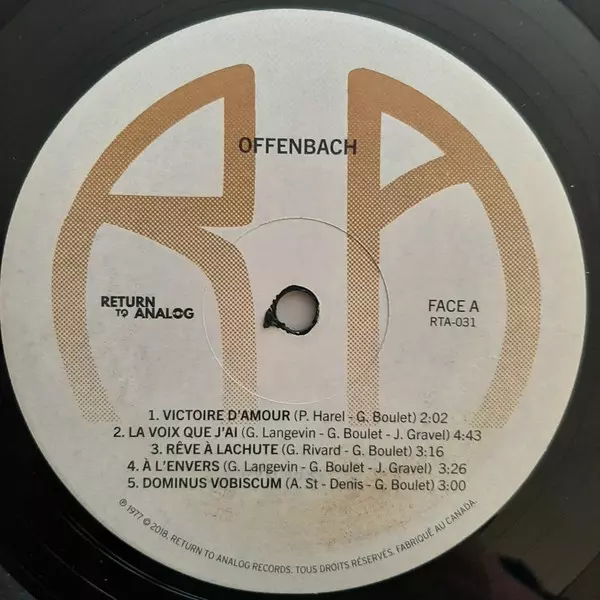 OFFENBACH
RETURN
TO ANALOG
FACE A
RTA-031
1. VICTOIRE D'AMOUR (P. Harel - G. Boulet) 2:02
2. LA VOIX QUE J'AI (G. Langevin - G. Boulet - J. Gravel) 4:43
3. RÊVE À LACHUTE (G. Rivard - G. Boulet) 3:16
4. À L'ENVERS (G. Langevin - G. Boulet - J. Gravel) 3:26
5. DOMINUS VOBISCUM (A. St - Denis - G. Boulet) 3:00
℗ 1977 © 2018. RETURN TO ANALOG RECORDS. TOUS DROITS RÉSERVÉS. FABRIQUÉ AU CANADA.